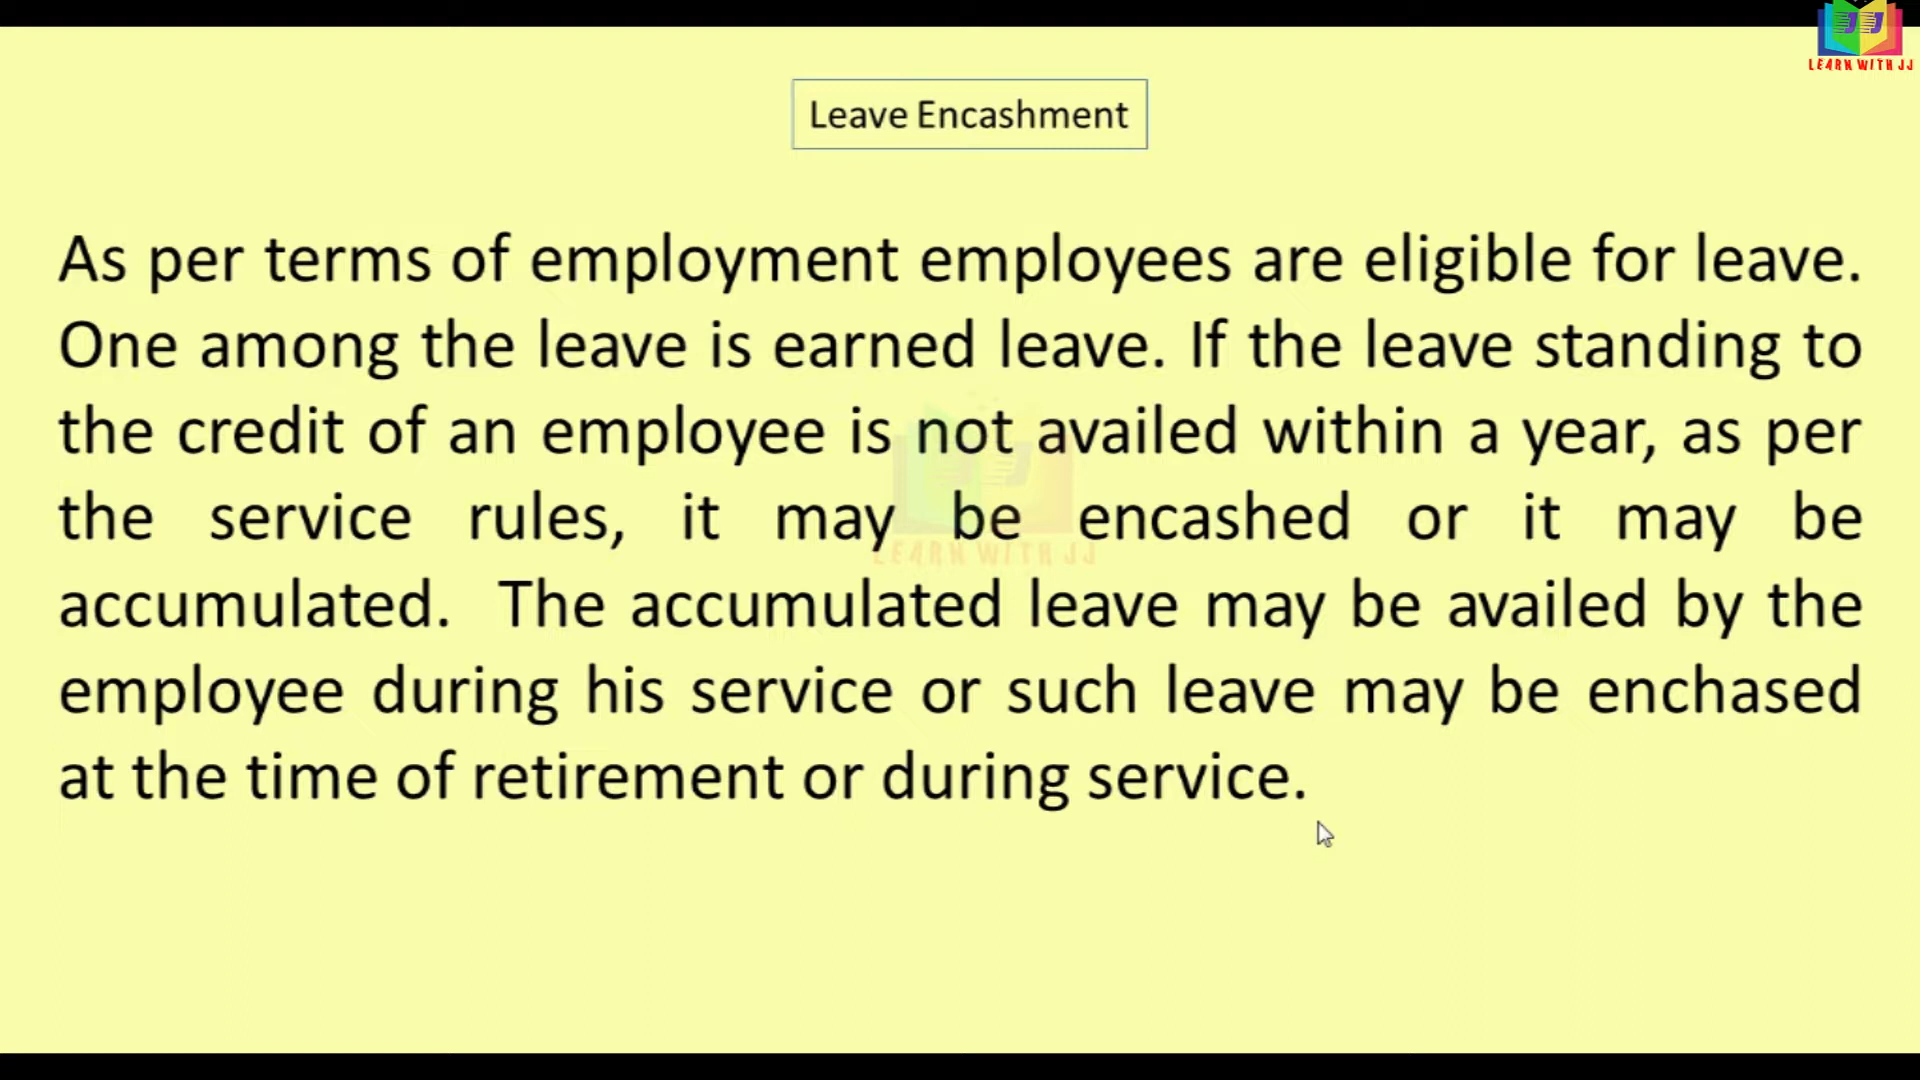 LEARN WITH JJ
Leave Encashment
As per terms of employment employees are eligible for leave.
One among the leave is earned leave. If the leave standing to
the credit of an employee is not availed within a year, as per
the service rules, it may be encashed or it may be
accumulated. The accumulated leave may be availed by the
employee during his service or such leave may be enchased
at the time of retirement or during service.
LEARN WITH JJ